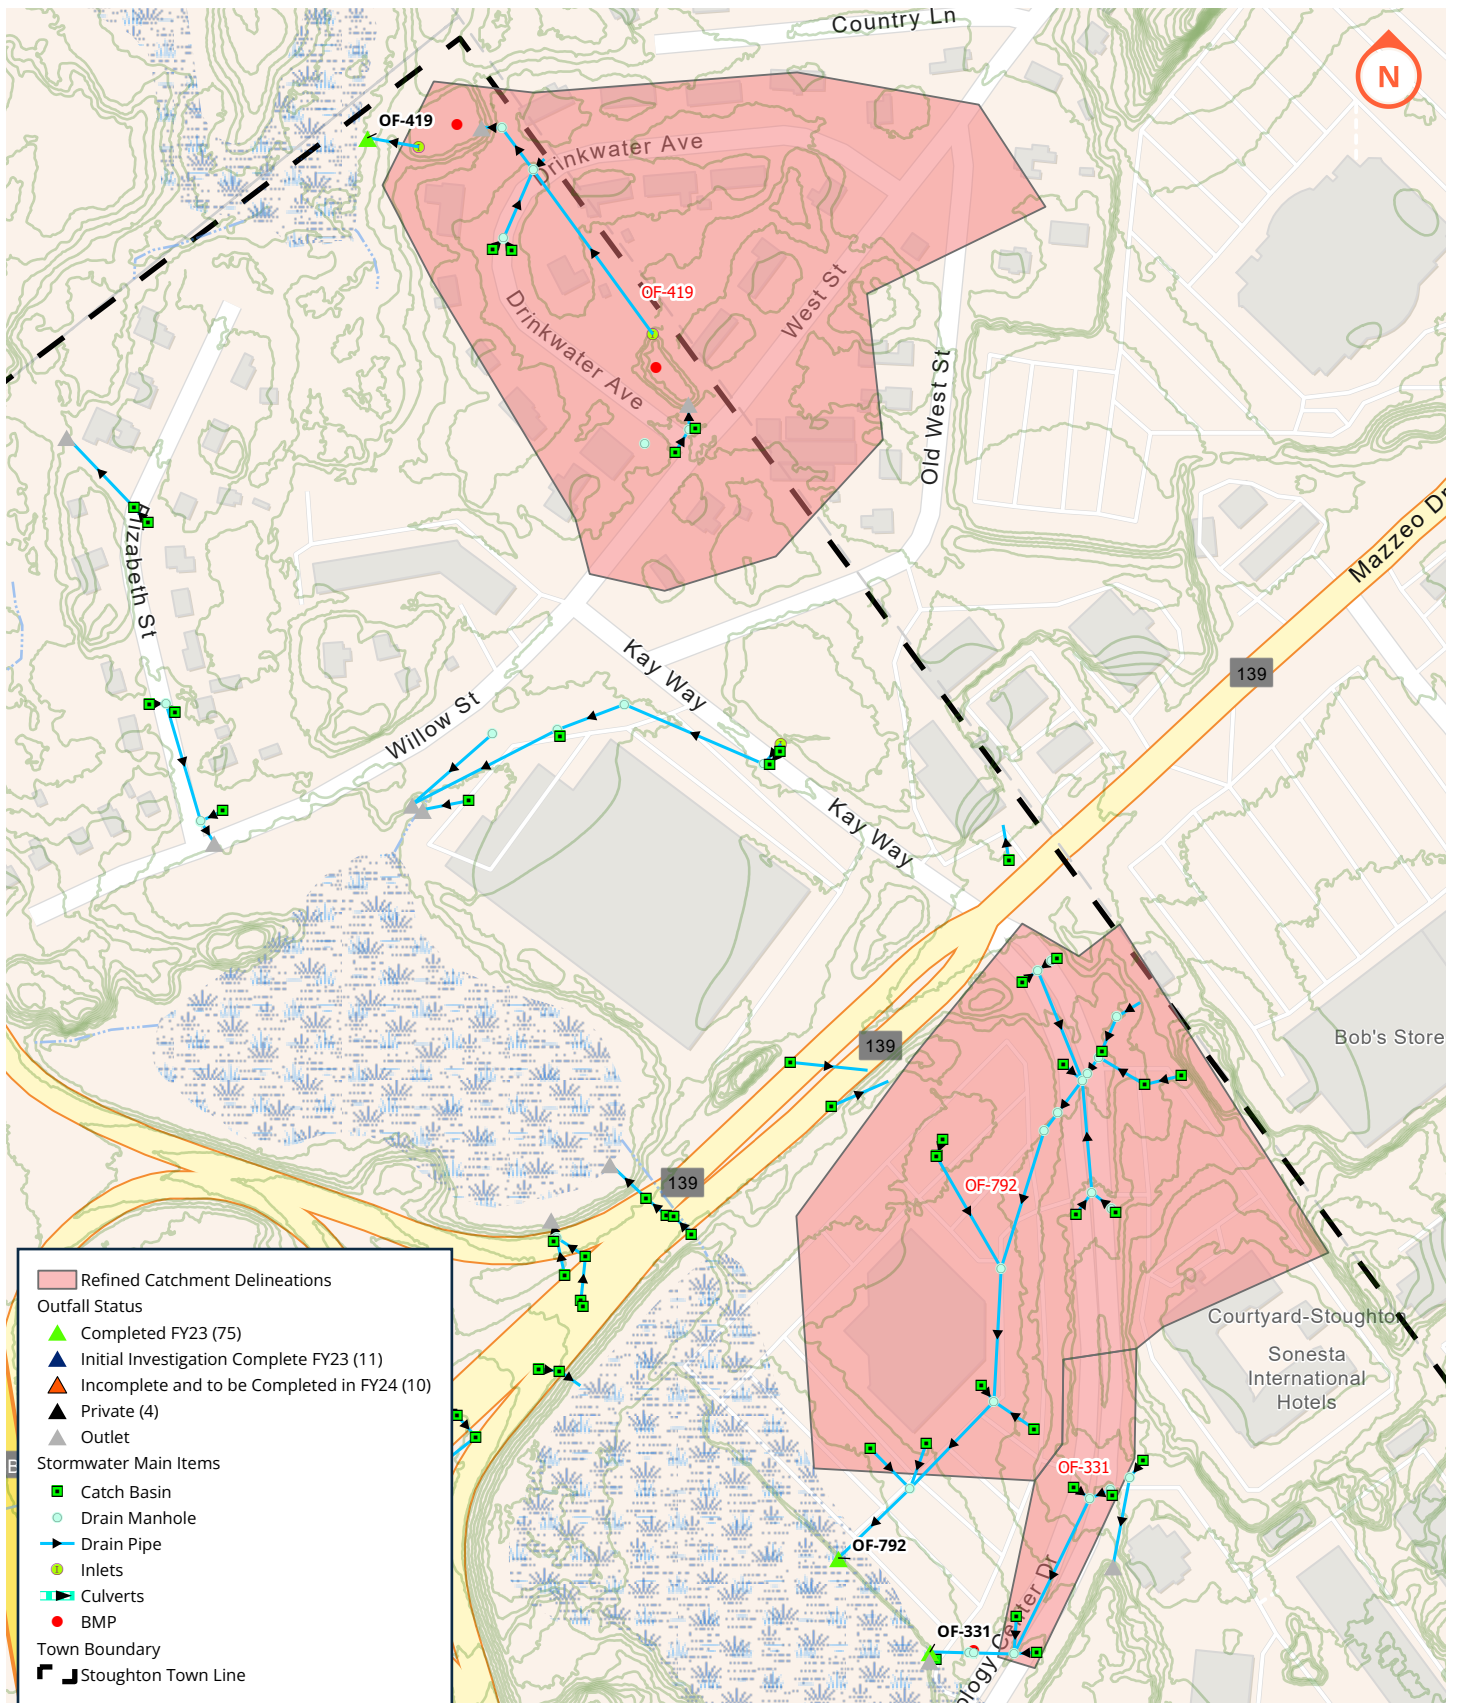 Country Ln
N
OF-419
Drinkwater Ave
OF-419
West St
Drinkwater Ave
Old West St
Mazzeo Dr
Elizabeth St
139
Kay Way
Willow St
Kay Way
139
Bob's Store
139
OF-792
Courtyard-Stoughton
Sonesta
International
Hotels
OF-331
OF-792
OF-331
ology Center Dr
Refined Catchment Delineations
Outfall Status
Completed FY23 (75)
Initial Investigation Complete FY23 (11)
Incomplete and to be Completed in FY24 (10)
Private (4)
Outlet
Stormwater Main Items
Catch Basin
Drain Manhole
Drain Pipe
Inlets
Culverts
BMP
Town Boundary
Stoughton Town Line